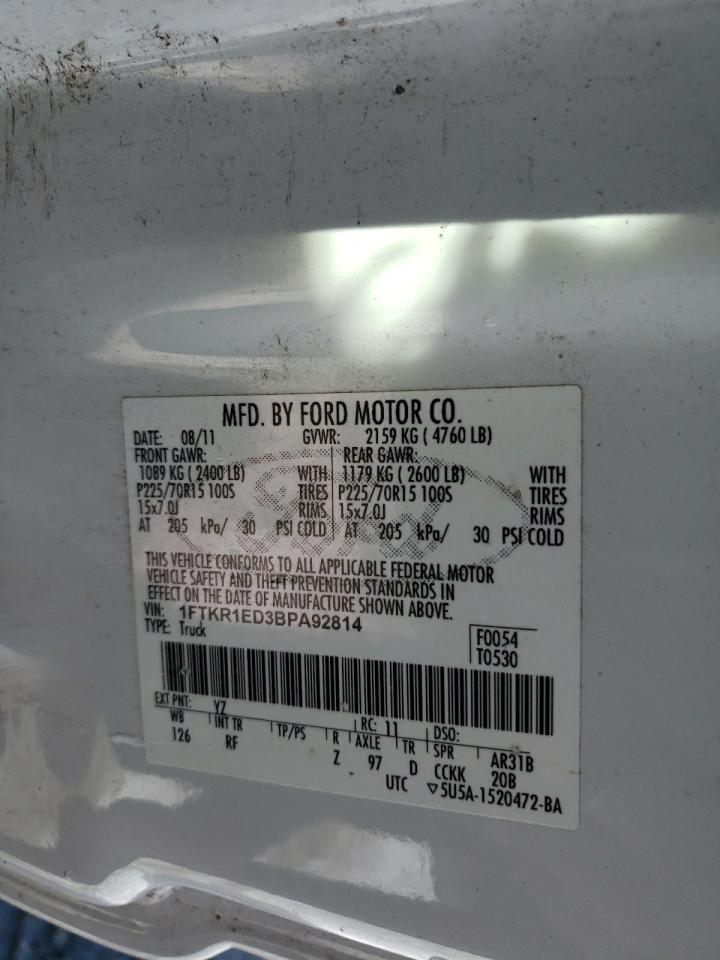 MFD. BY FORD MOTOR CO.
DATE: 08/11 GVWR: 2159 KG ( 4760 LB)
FRONT GAWR: REAR GAWR:
1089 KG ( 2400 LB) WITH 1179 KG ( 2600 LB) WITH
P225/70R15 100S TIRES P225/70R15 100S TIRES
15x7.0J RIMS 15x7.0J RIMS
AT 205 kPa/ 30 PSI COLD AT 205 kPa/ 30 PSI COLD
THIS VEHICLE CONFORMS TO ALL APPLICABLE FEDERAL MOTOR
VEHICLE SAFETY AND THEFT PREVENTION STANDARDS IN
EFFECT ON THE DATE OF MANUFACTURE SHOWN ABOVE.
VIN: 1FTKR1ED3BPA92814
TYPE: Truck
F0054
T0530
EXT PNT: YZ RC: 11 DSO:
WB INT TR TP/PS R AXLE TR SPR AR31B
126 RF Z 97 D CCKK 20B
UTC ▽5U5A-1520472-BA